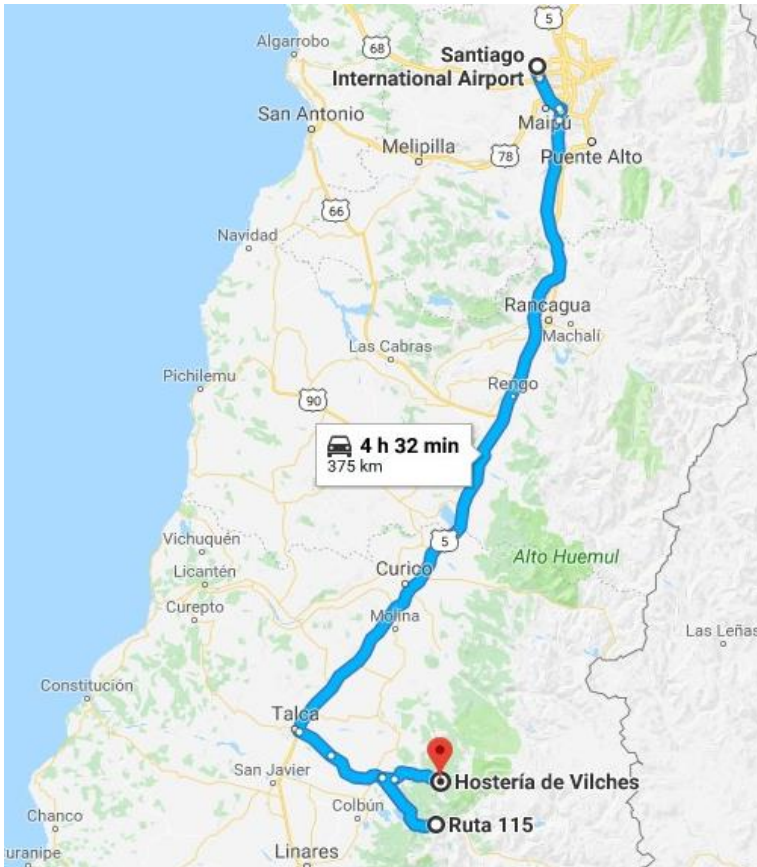 5
Algarrobo
68
Santiago
International Airport
San Antonio
Maipú
Melipilla
78
Puente Alto
66
Navidad
Rancagua
Machalí
Las Cabras
Pichilemu
Rengo
90
4 h 32 min
375 km
5
Vichuquén
Alto Huemul
Licantén
Curicó
Curepto
Molina
Las Leñas
Constitución
Talca
San Javier
Hostería de Vilches
Colbún
Chanco
Ruta 115
Curanipe
Linares